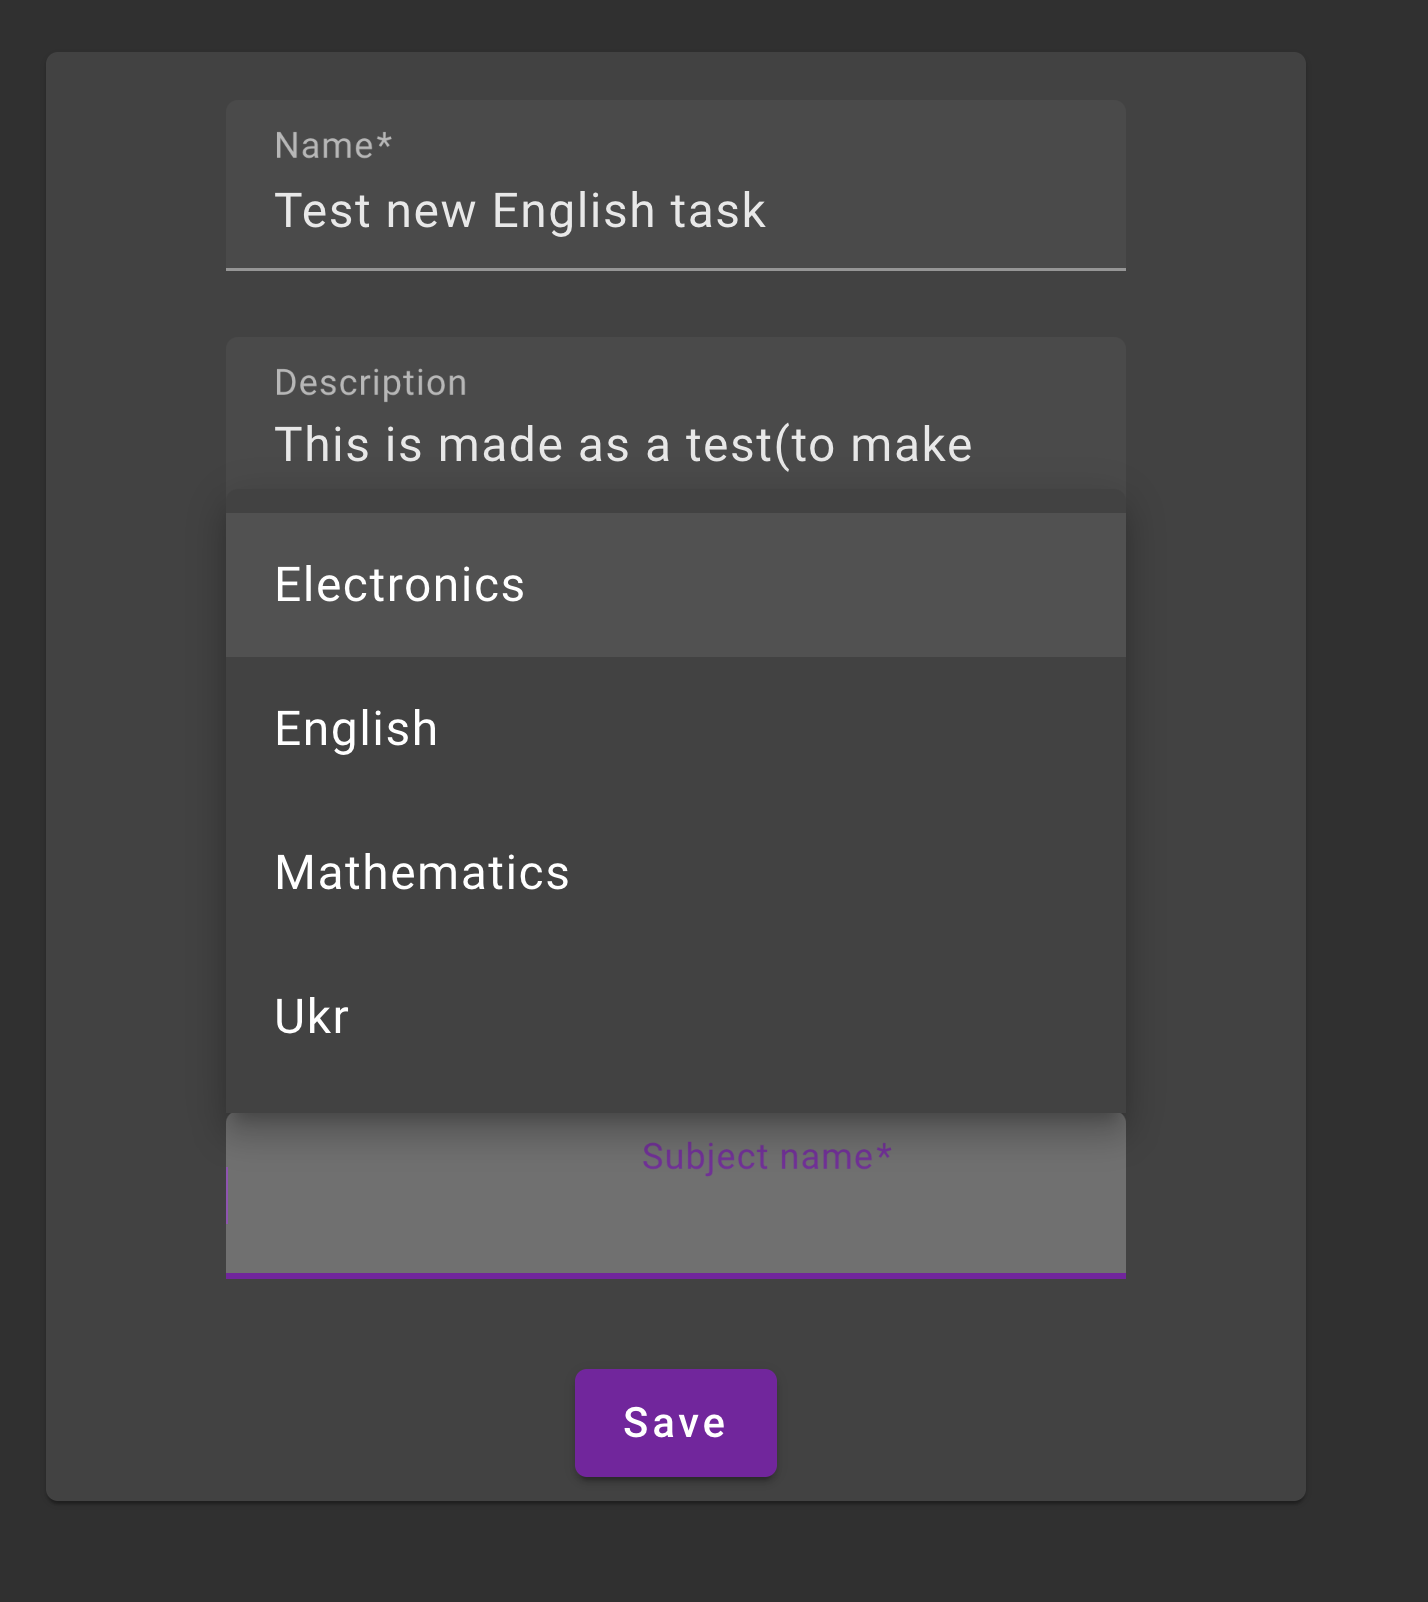 Name*
Test new English task
Description
This is made as a test(to make
Electronics
English
Mathematics
Ukr
Subject name*
Save